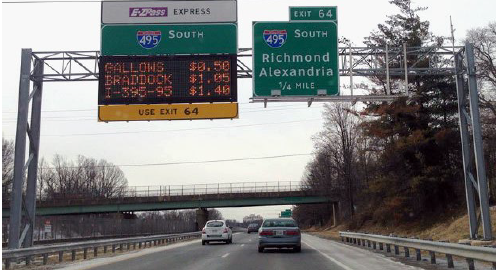 E-ZPass EXPRESS
495 SOUTH
GALLOWS $0.50
BRADDOCK $1.05
I-395-95 $1.40
USE EXIT 64
EXIT 64
495 SOUTH
Richmond
Alexandria
1/4 MILE